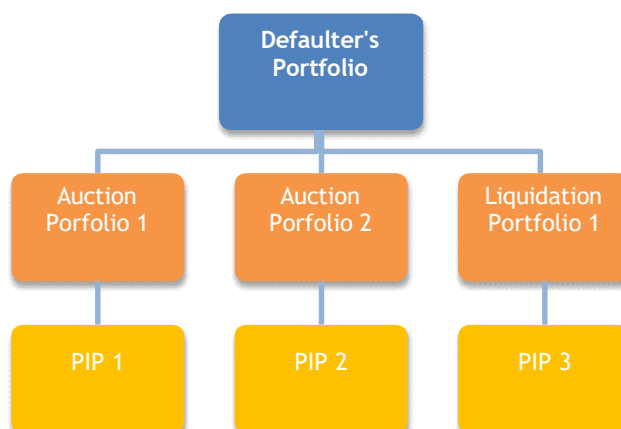 Defaulter's
Portfolio
Auction
Porfolio 1
Auction
Porfolio 2
Liquidation
Portfolio 1
PIP 1
PIP 2
PIP 3